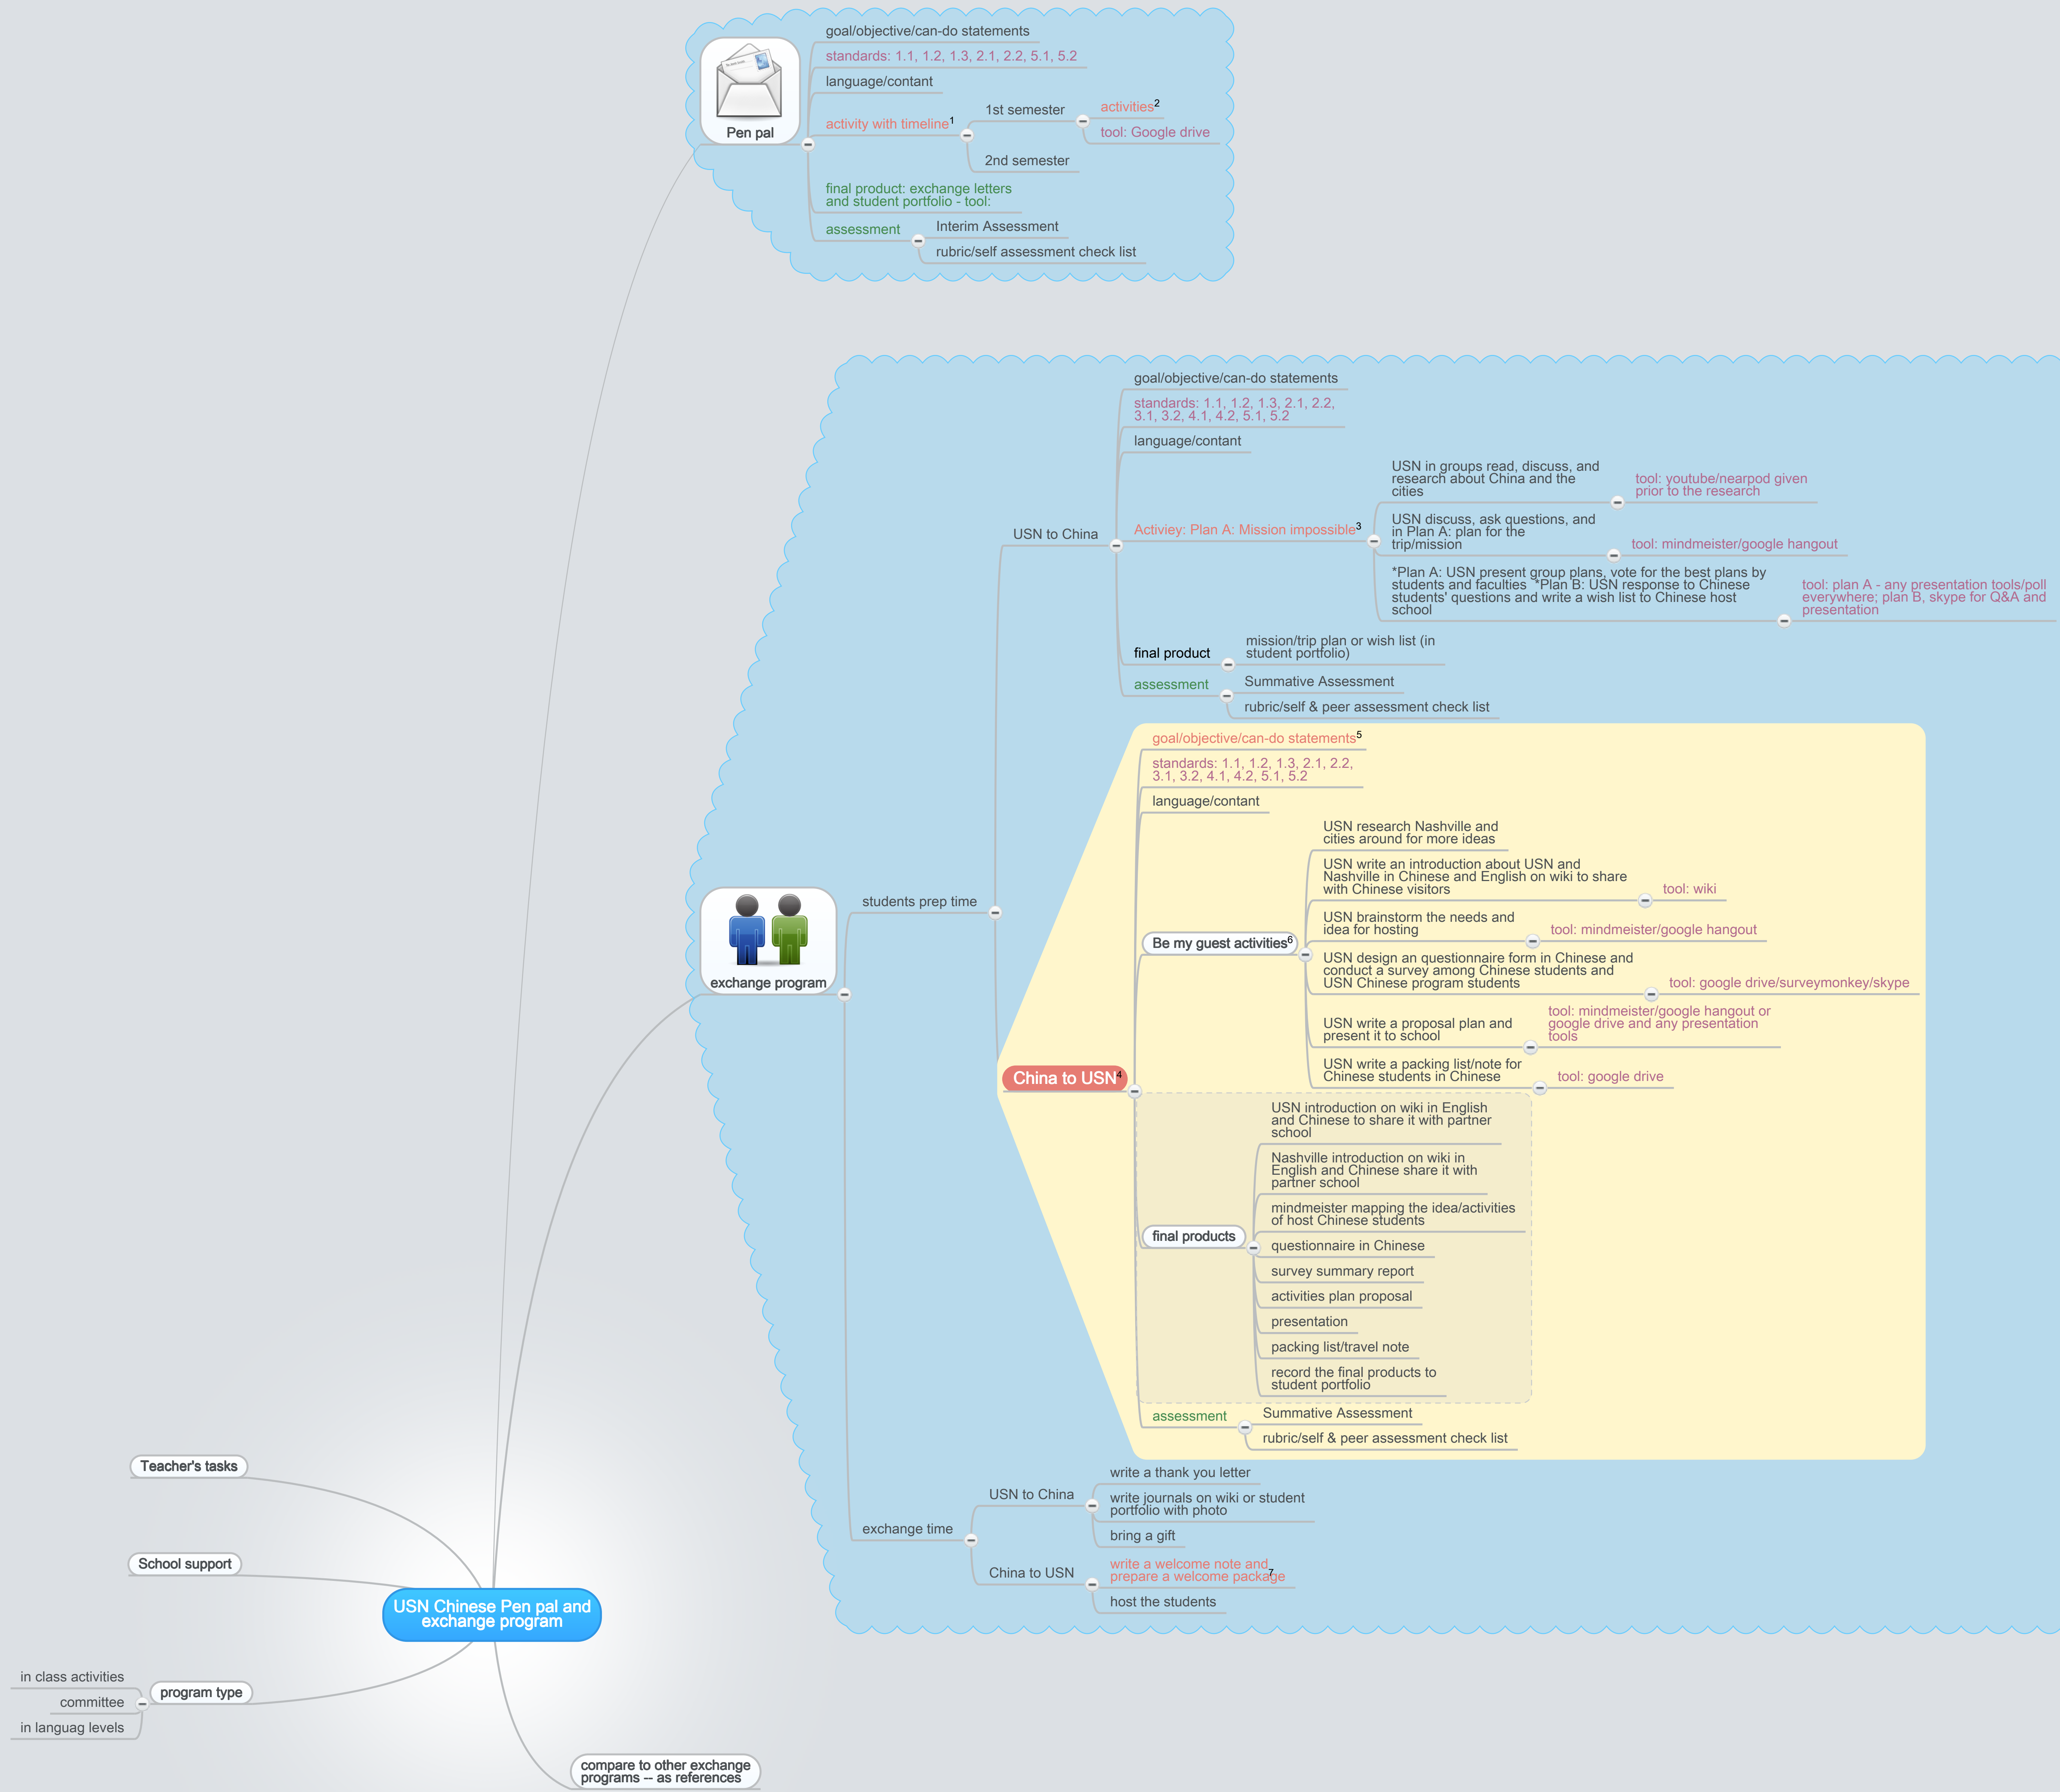 goal/objective/can-do statements
standards: 1.1, 1.2, 1.3, 2.1, 2.2, 5.1, 5.2
language/contant
Pen pal
activity with timeline1
1st semester
activities2
tool: Google drive
2nd semester
final product: exchange letters
and student portfolio - tool:
assessment
Interim Assessment
rubric/self assessment check list
exchange program
students prep time
USN to China
goal/objective/can-do statements
standards: 1.1, 1.2, 1.3, 2.1, 2.2,
3.1, 3.2, 4.1, 4.2, 5.1, 5.2
language/contant
Activiey: Plan A: Mission impossible3
USN in groups read, discuss, and
research about China and the
cities
tool: youtube/nearpod given
prior to the research
USN discuss, ask questions, and
in Plan A: plan for the
trip/mission
tool: mindmeister/google hangout
*Plan A: USN present group plans, vote for the best plans by
students and faculties  *Plan B: USN response to Chinese
students' questions and write a wish list to Chinese host
school
tool: plan A - any presentation tools/poll
everywhere; plan B, skype for Q&A and
presentation
final product
mission/trip plan or wish list (in
student portfolio)
assessment
Summative Assessment
rubric/self & peer assessment check list
China to USN4
goal/objective/can-do statements5
standards: 1.1, 1.2, 1.3, 2.1, 2.2,
3.1, 3.2, 4.1, 4.2, 5.1, 5.2
language/contant
Be my guest activities6
USN research Nashville and
cities around for more ideas
USN write an introduction about USN and
Nashville in Chinese and English on wiki to share
with Chinese visitors
tool: wiki
USN brainstorm the needs and
idea for hosting
tool: mindmeister/google hangout
USN design an questionnaire form in Chinese and
conduct a survey among Chinese students and
USN Chinese program students
tool: google drive/surveymonkey/skype
USN write a proposal plan and
present it to school
tool: mindmeister/google hangout or
google drive and any presentation
tools
USN write a packing list/note for
Chinese students in Chinese
tool: google drive
final products
USN introduction on wiki in English
and Chinese to share it with partner
school
Nashville introduction on wiki in
English and Chinese share it with
partner school
mindmeister mapping the idea/activities
of host Chinese students
questionnaire in Chinese
survey summary report
activities plan proposal
presentation
packing list/travel note
record the final products to
student portfolio
assessment
Summative Assessment
rubric/self & peer assessment check list
exchange time
USN to China
write a thank you letter
write journals on wiki or student
portfolio with photo
bring a gift
China to USN
write a welcome note and
prepare a welcome package7
host the students
Teacher's tasks
School support
USN Chinese Pen pal and
exchange program
program type
in class activities
committee
in languag levels
compare to other exchange
programs -- as references